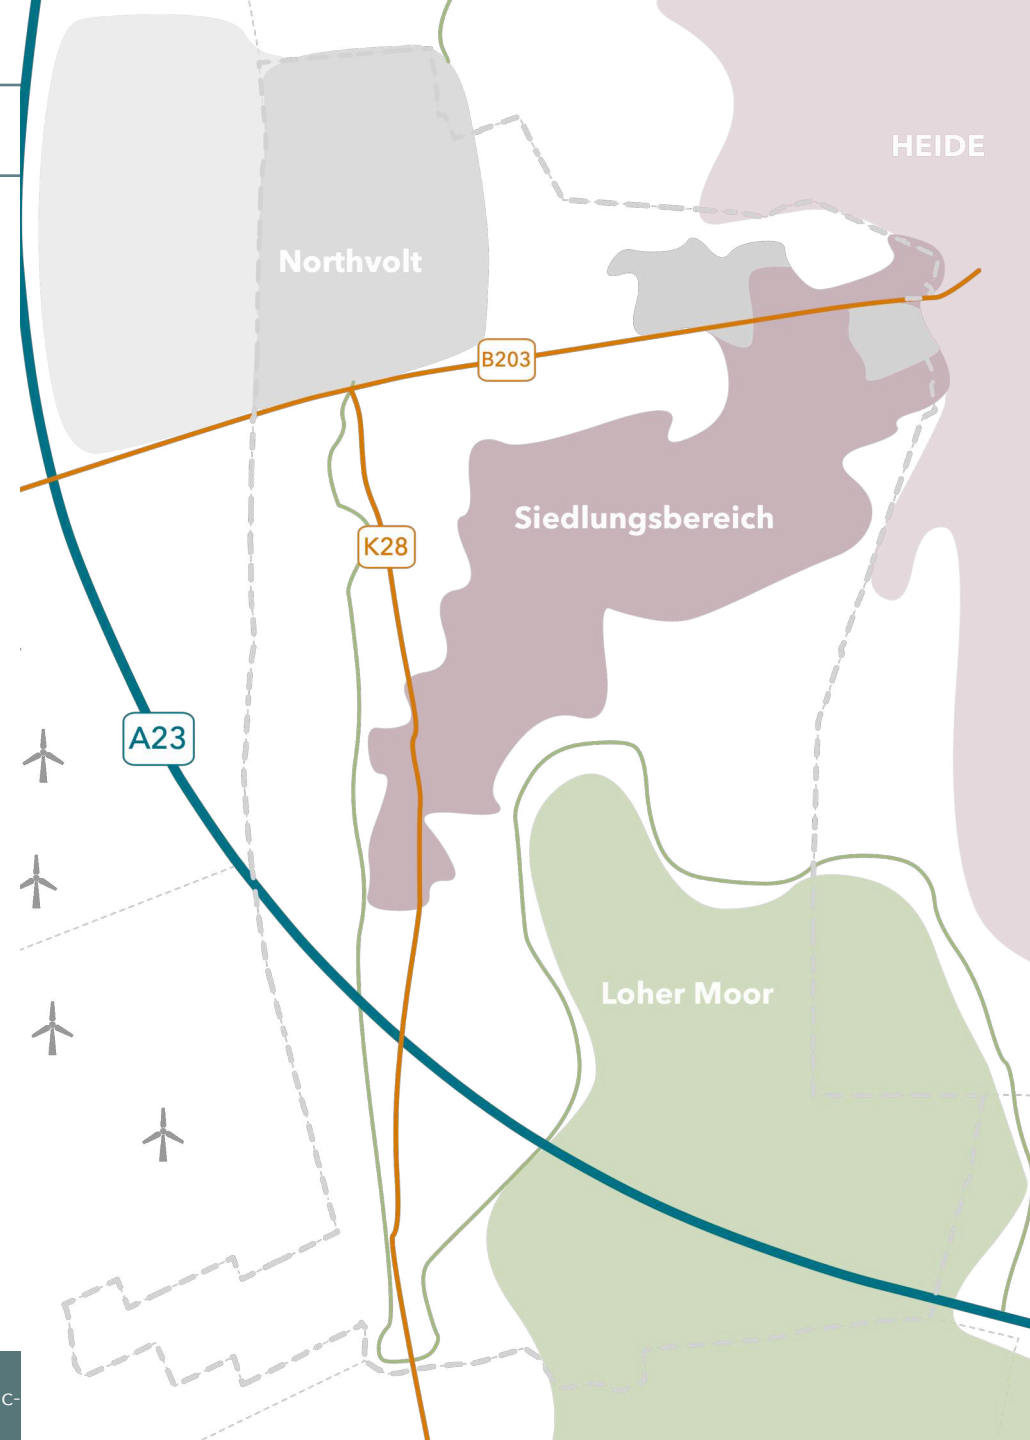 HEIDE
Northvolt
B203
Siedlungsbereich
K28
A23
Loher Moor
C-